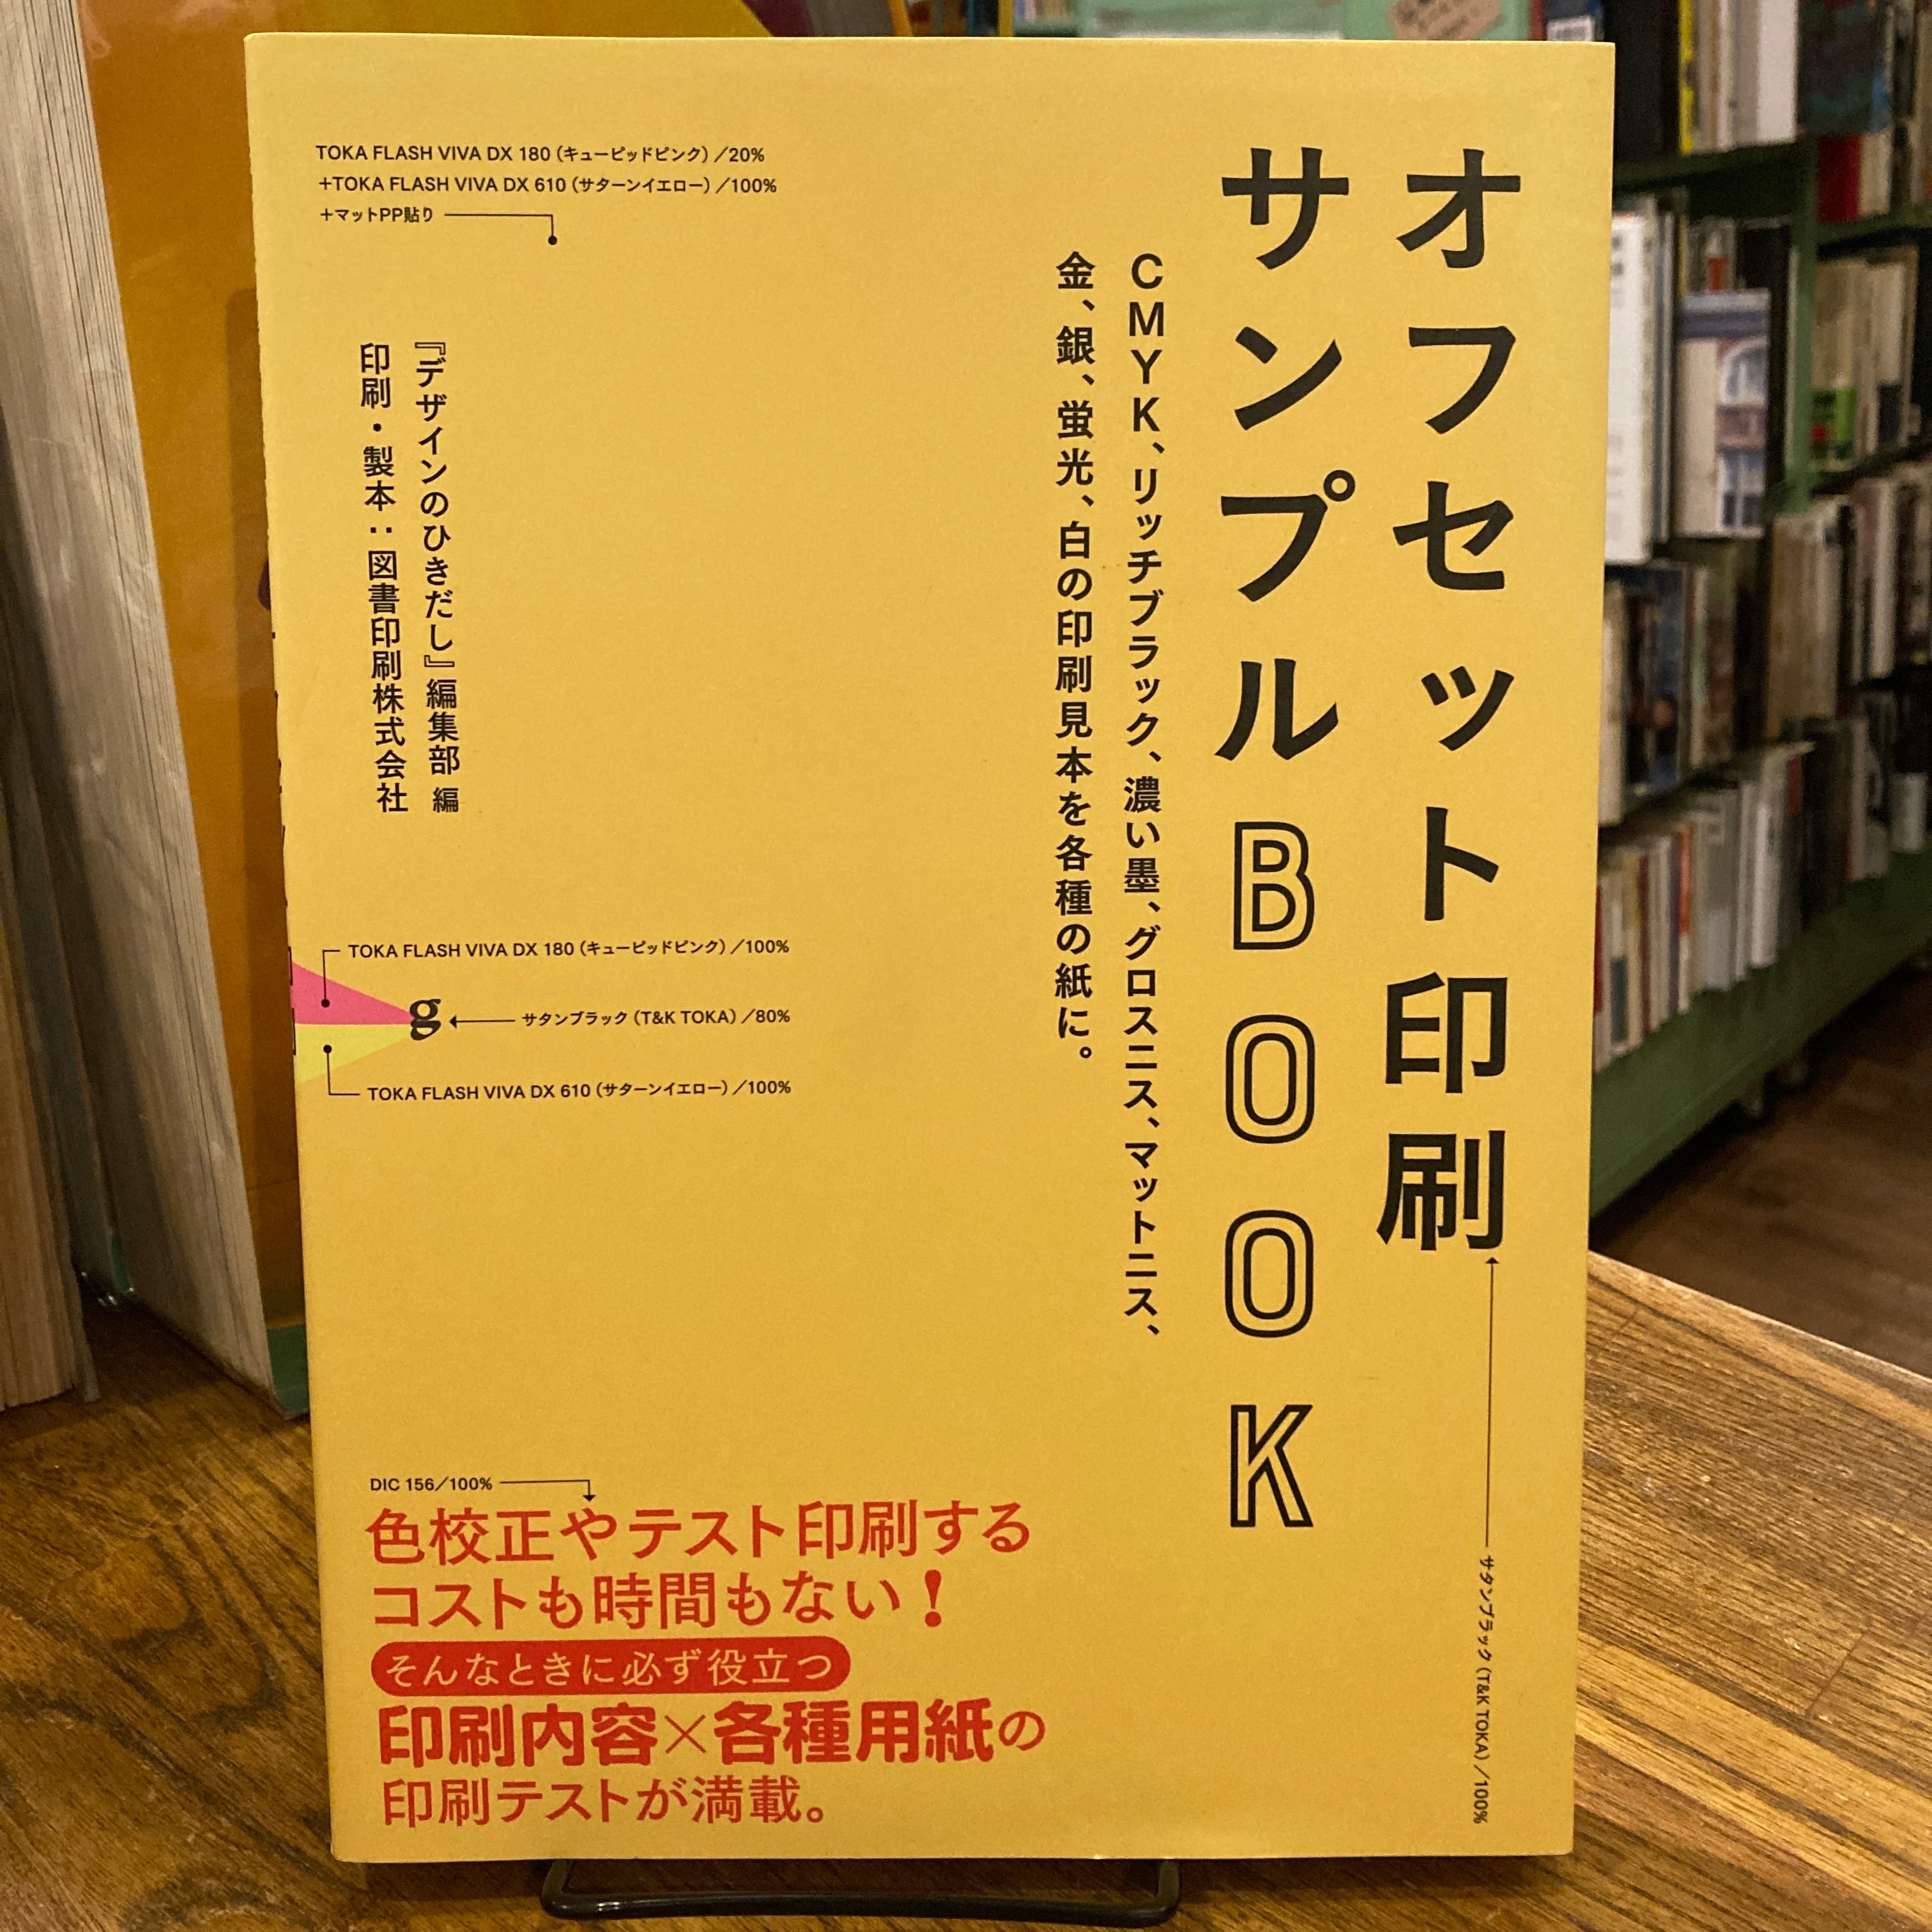 オフセット印刷
サンプルBOOK
CMYK、リッチブラック、濃い墨、グロスニス、マットニス、
金、銀、蛍光、白の印刷見本を各種の紙に。
TOKA FLASH VIVA DX 180（キューピッドピンク）／20%
+TOKA FLASH VIVA DX 610（サターンイエロー）／100%
+マットPP貼り
『デザインのひきだし』編集部 編
印刷・製本：図書印刷株式会社
TOKA FLASH VIVA DX 180（キューピッドピンク）／100%
g
サタンブラック（T&K TOKA）／80%
TOKA FLASH VIVA DX 610（サターンイエロー）／100%
サタンブラック（T&K TOKA）／100%
DIC 156／100%
色校正やテスト印刷する
コストも時間もない！
そんなときに必ず役立つ
印刷内容×各種用紙の
印刷テストが満載。